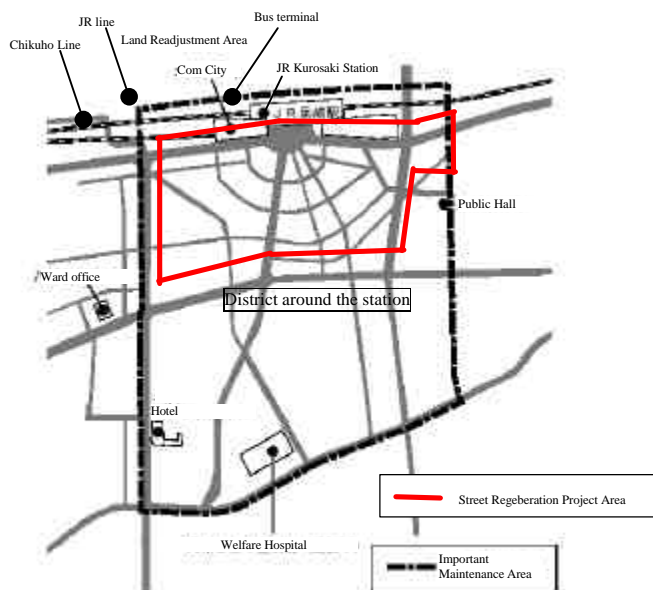 JR line
Bus terminal
Chikuho Line
Land Readjustment Area
Com City
JR Kurosaki Station
Public Hall
Ward office
District around the station
Hotel
Street Regeberation Project Area
Welfare Hospital
Important
Maintenance Area